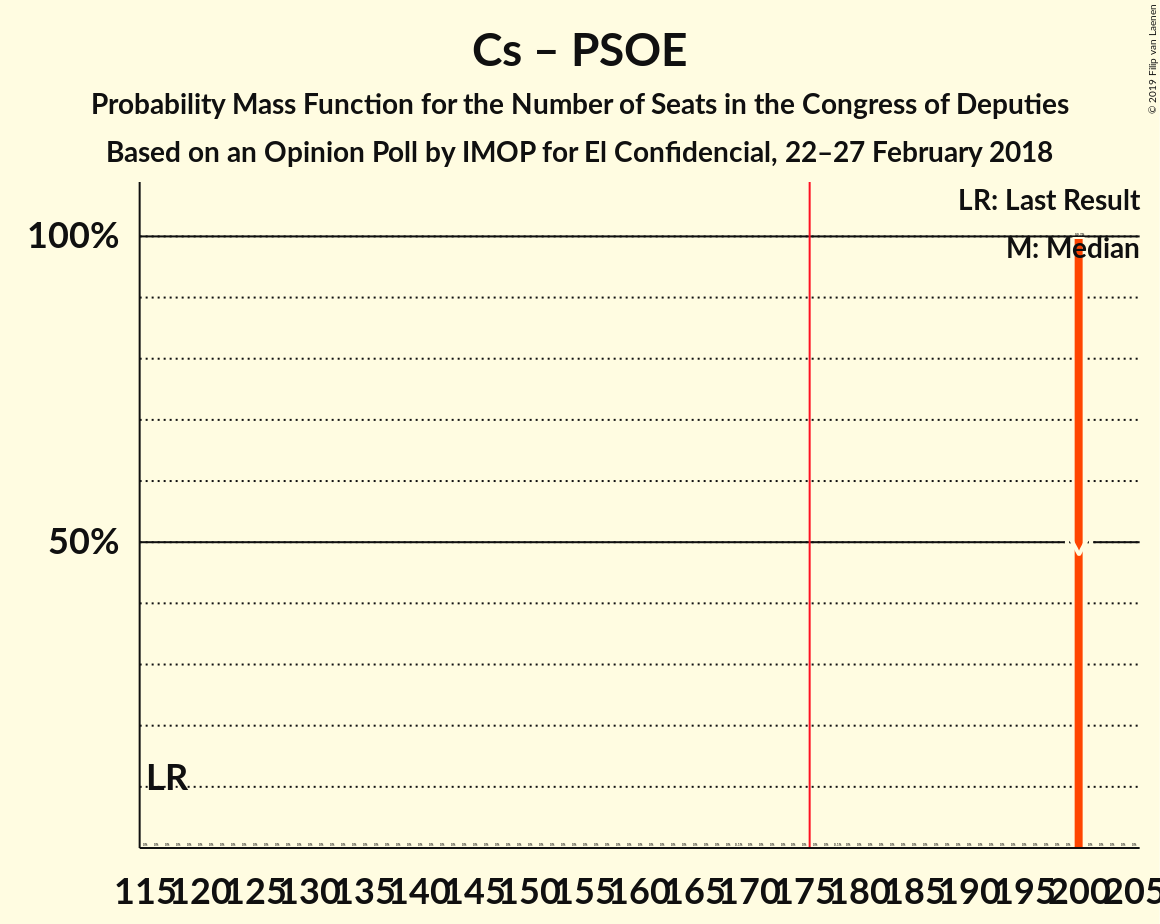 Cs – PSOE
Probability Mass Function for the Number of Seats in the Congress of Deputies
Based on an Opinion Poll by IMOP for El Confidencial, 22–27 February 2018
© 2019 Filip van Laenen
LR: Last Result
M: Median
100%
50%
M
LR
115 120 125 130 135 140 145 150 155 160 165 170 175 180 185 190 195 200 205